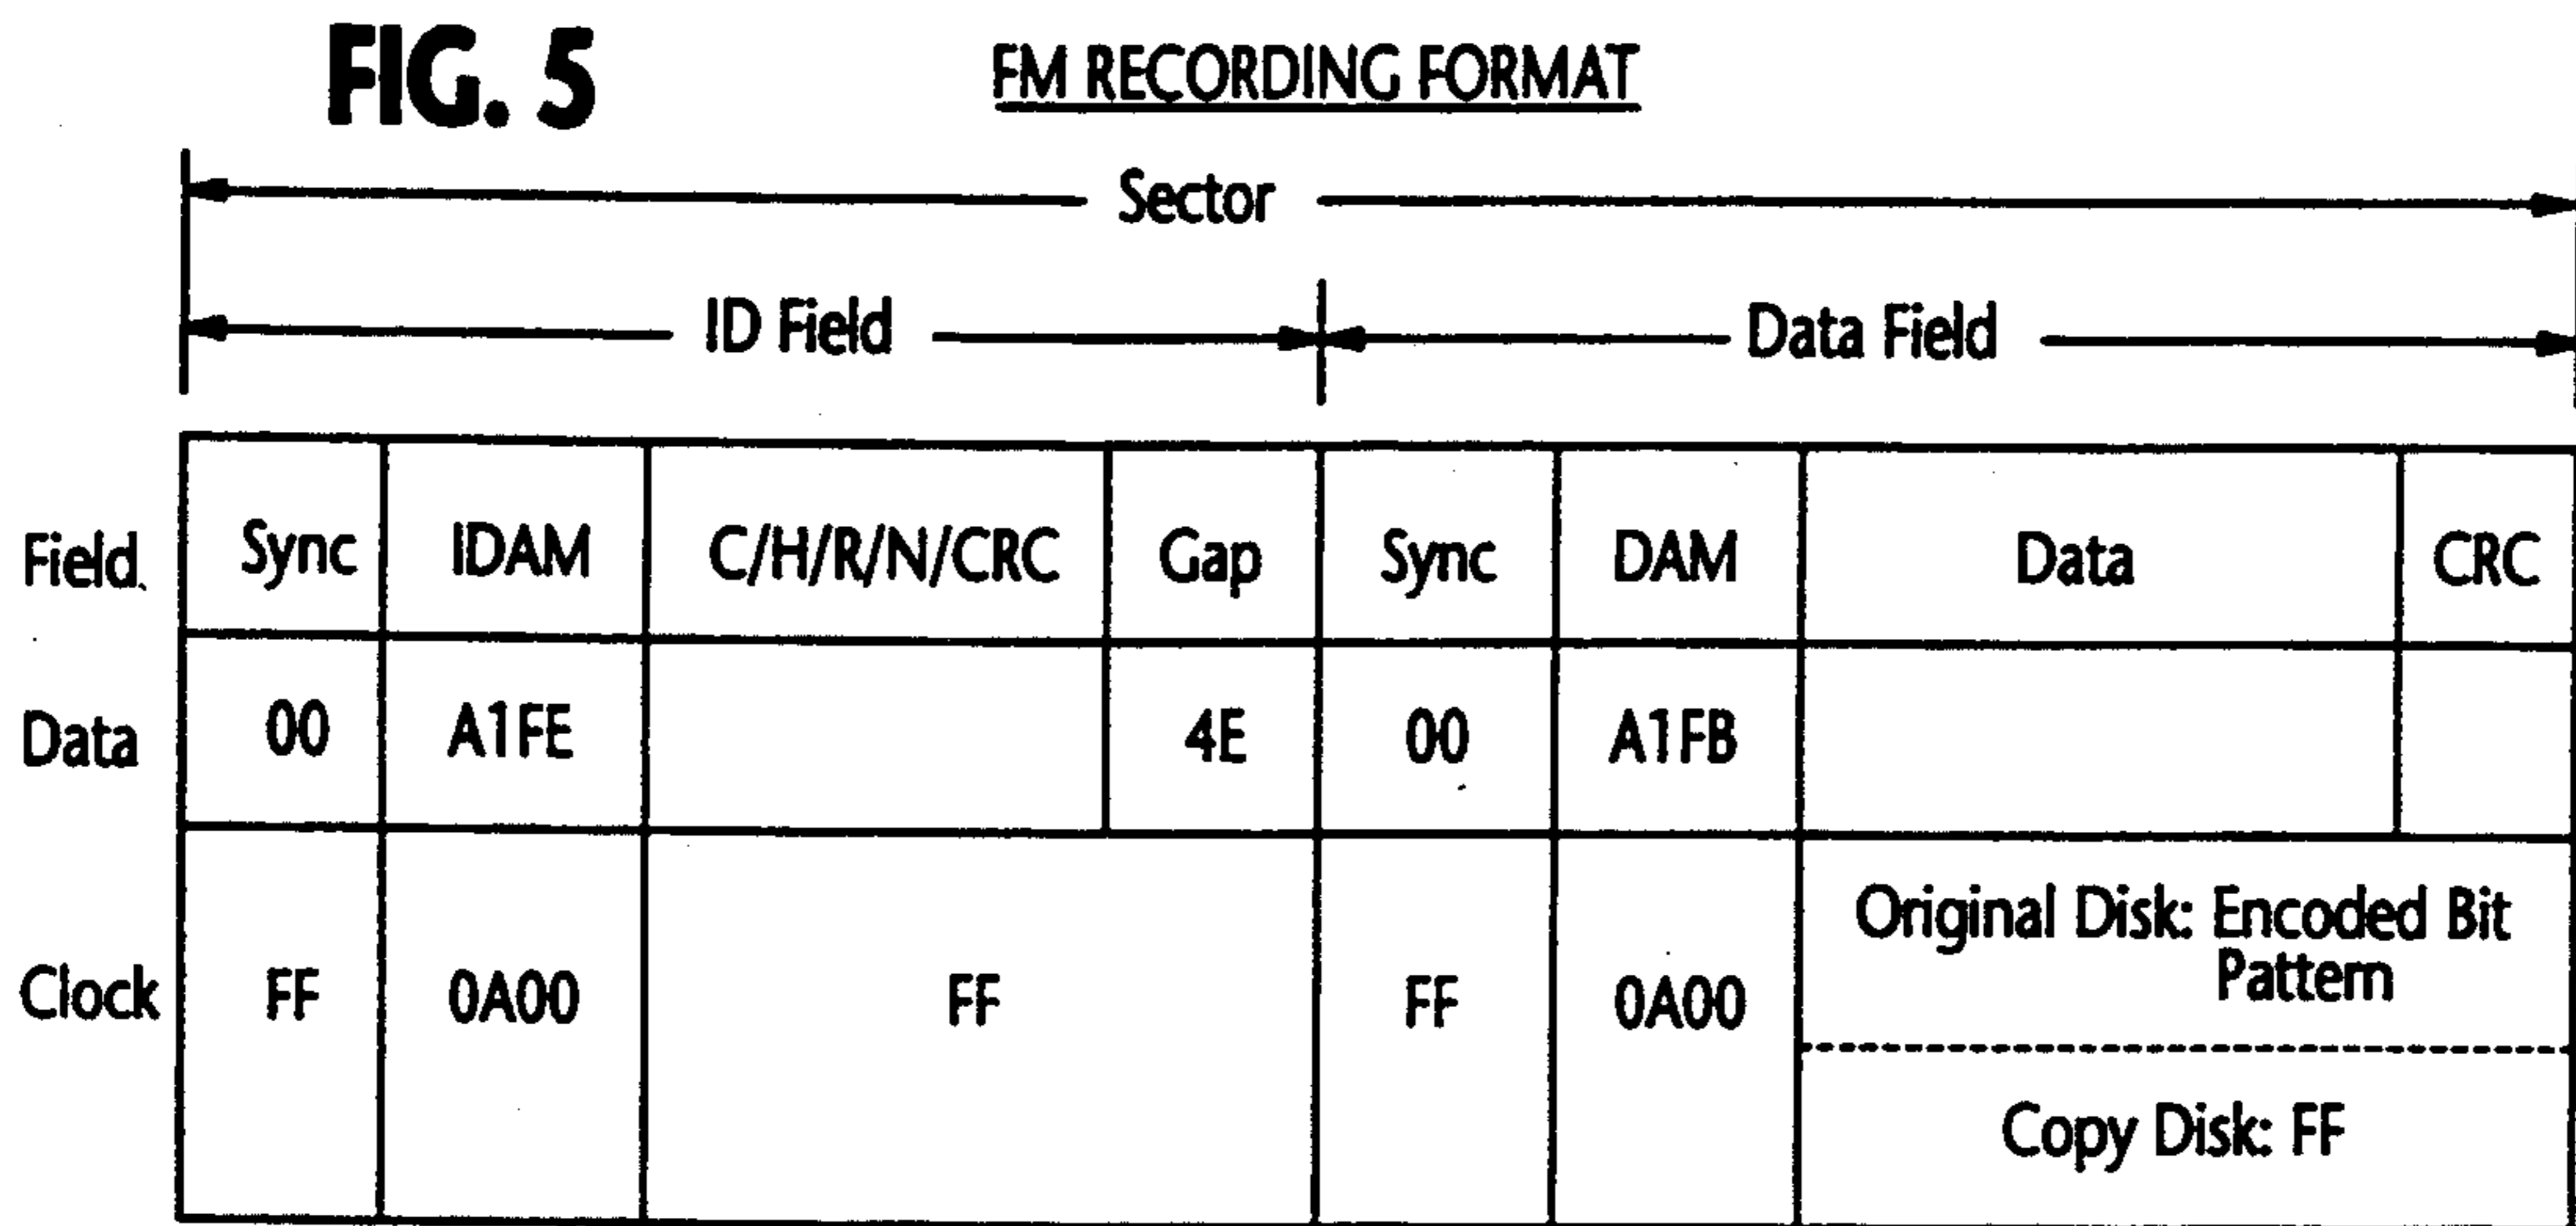 FIG. 5
FM RECORDING FORMAT
Sector
ID Field
Data Field
Field
Sync
IDAM
C/H/R/N/CRC
Gap
Sync
DAM
Data
CRC
Data
00
A1FE
4E
00
A1FB
Clock
FF
0A00
FF
FF
0A00
Original Disk: Encoded Bit
Pattern
Copy Disk: FF